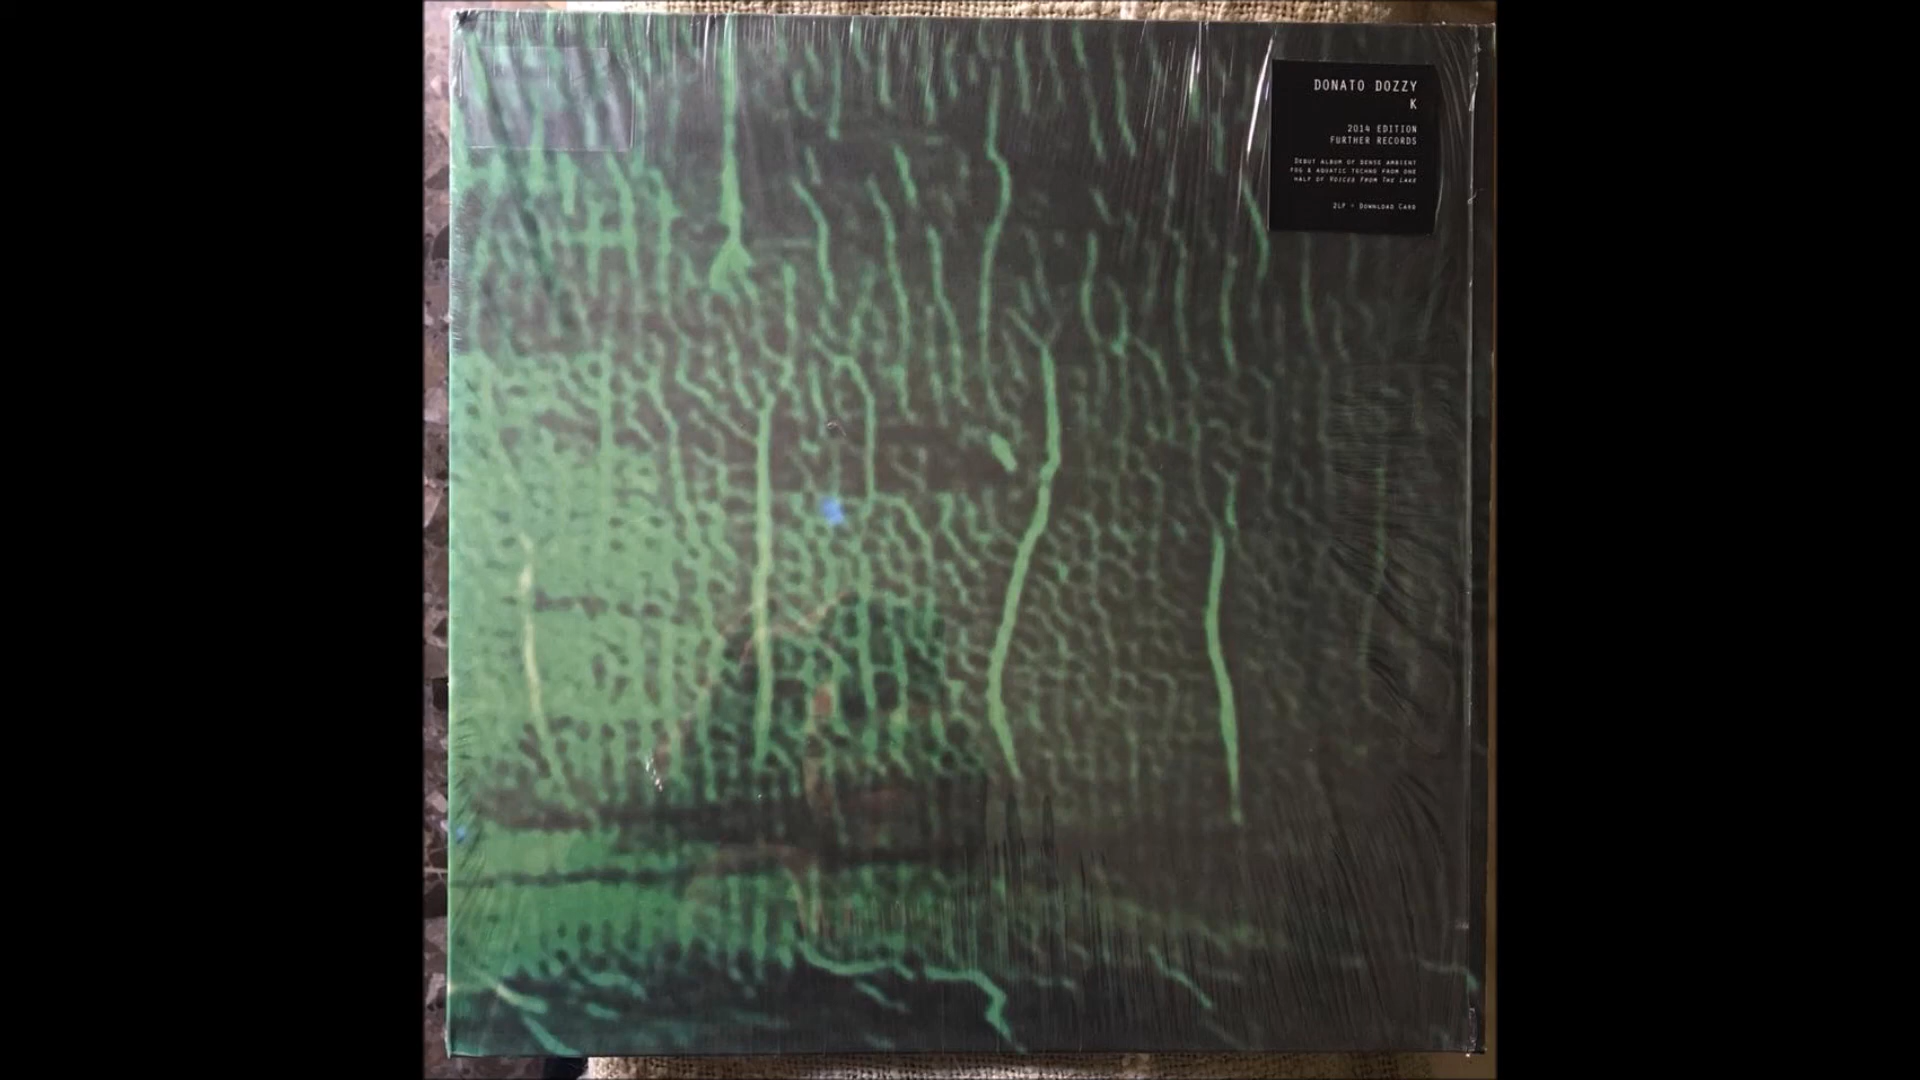 DONATO DOZZY
K
2014 EDITION
FURTHER RECORDS
DEBUT ALBUM OF DENSE AMBIENT
FOG & AQUATIC TECHNO FROM ONE
HALF OF VOICES FROM THE LAKE
2LP + DOWNLOAD CARD